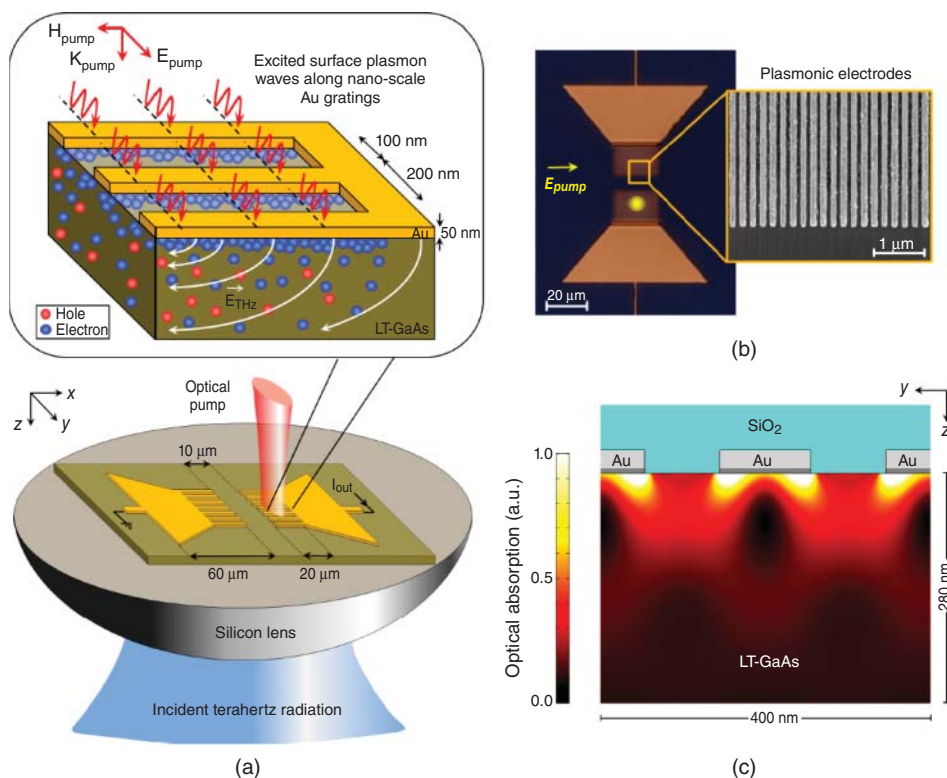 H_pump
K_pump
E_pump
Excited surface plasmon
waves along nano-scale
Au gratings
100 nm
200 nm
Au
50 nm
E_THz
Hole
Electron
LT-GaAs
x
z
y
Optical
pump
10 μm
I_out
60 μm
20 μm
Silicon lens
Incident terahertz radiation
(a)
Plasmonic electrodes
E_pump
1 μm
20 μm
(b)
y
z
SiO₂
Au
Au
Au
1.0
0.5
0.0
Optical absorption (a.u.)
280 nm
LT-GaAs
400 nm
(c)